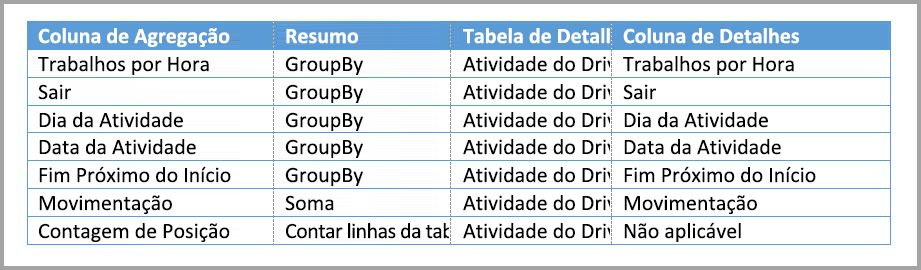 Coluna de Agregação Resumo Tabela de Detall Coluna de Detalhes
Trabalhos por Hora GroupBy Atividade do Driv Trabalhos por Hora
Sair GroupBy Atividade do Driv Sair
Dia da Atividade GroupBy Atividade do Driv Dia da Atividade
Data da Atividade GroupBy Atividade do Driv Data da Atividade
Fim Próximo do Início GroupBy Atividade do Driv Fim Próximo do Início
Movimentação Soma Atividade do Driv Movimentação
Contagem de Posição Contar linhas da tab Atividade do Driv Não aplicável